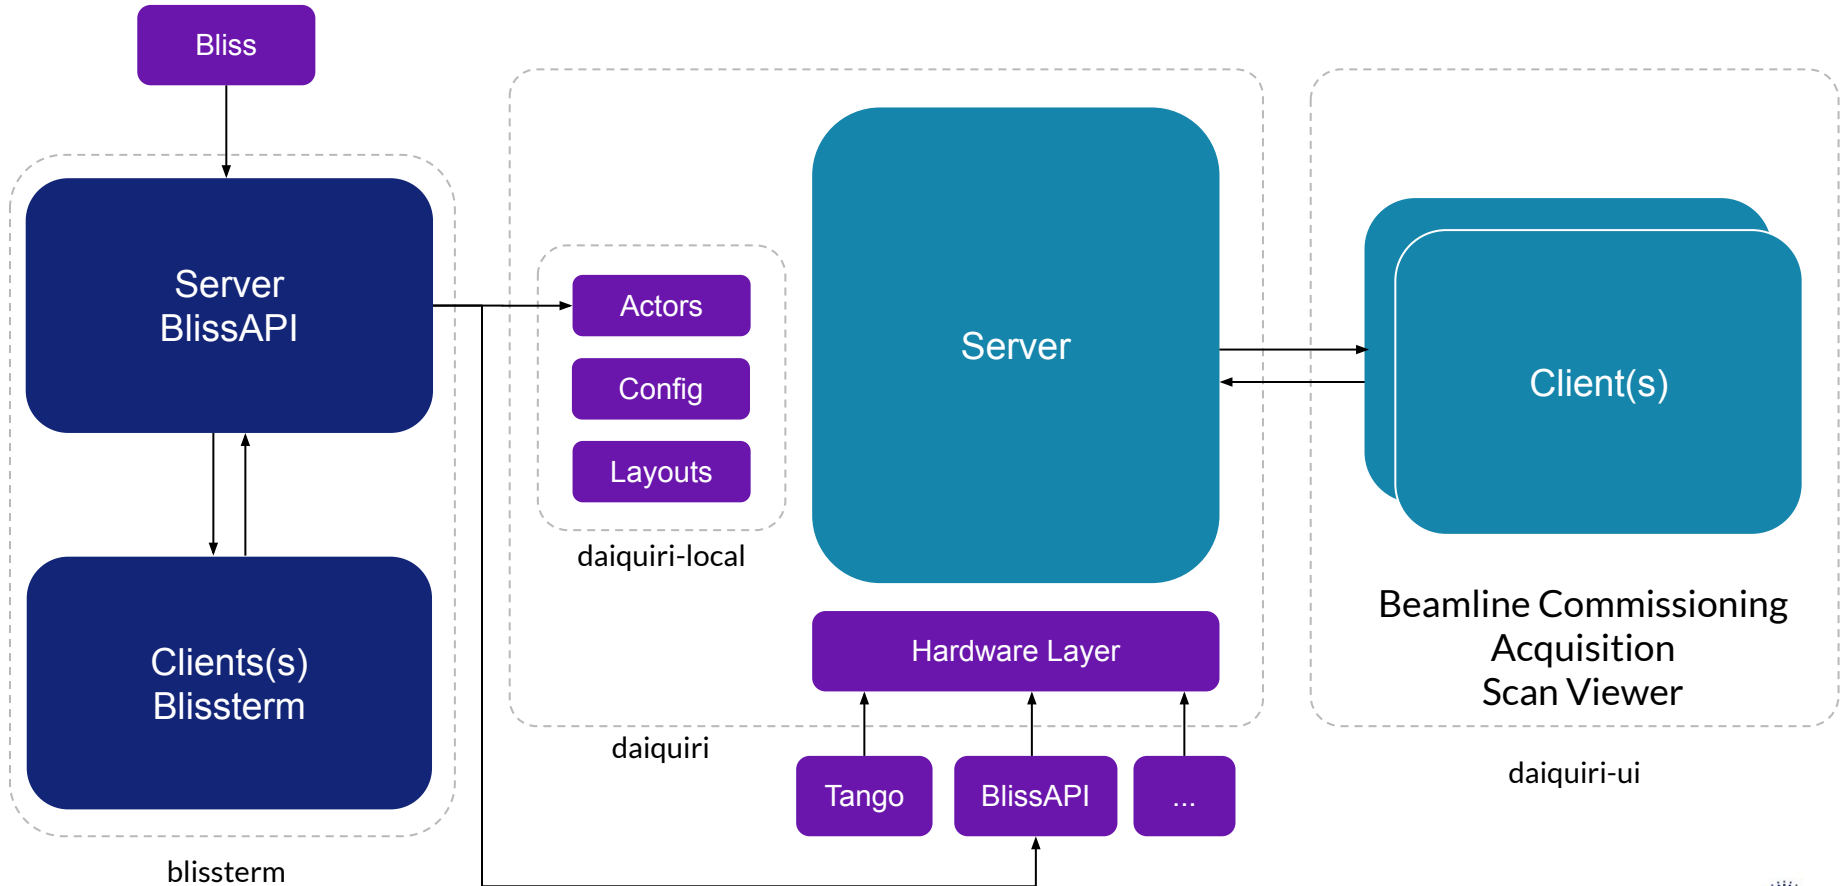 Bliss
Server
BlissAPI
Clients(s)
Blissterm
blissterm
Actors
Config
Layouts
daiquiri-local
Server
Hardware Layer
daiquiri
Tango
BlissAPI
...
Client(s)
Beamline Commissioning
Acquisition
Scan Viewer
daiquiri-ui